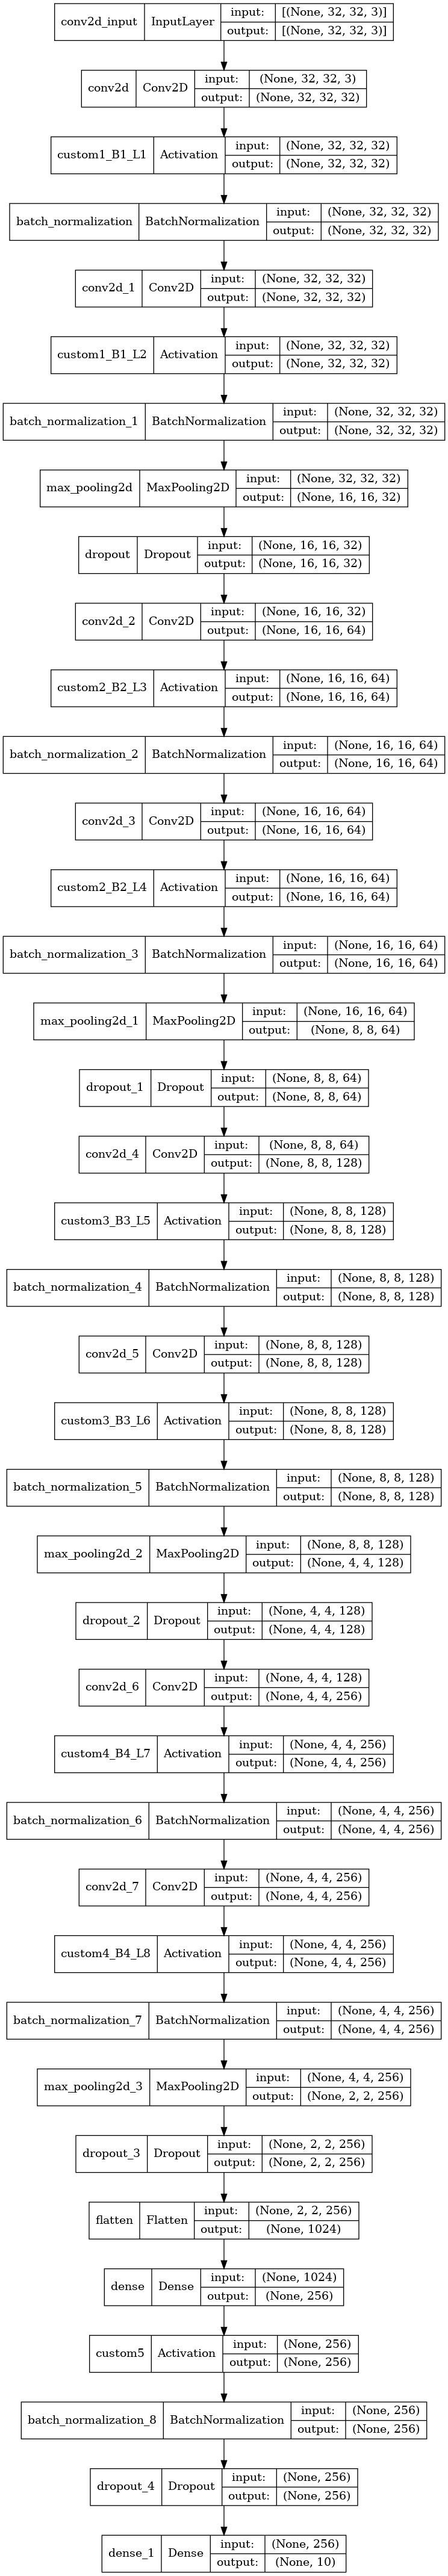 conv2d_input InputLayer input: [(None, 32, 32, 3)]
output: [(None, 32, 32, 3)]
conv2d Conv2D input: (None, 32, 32, 3)
output: (None, 32, 32, 32)
custom1_B1_L1 Activation input: (None, 32, 32, 32)
output: (None, 32, 32, 32)
batch_normalization BatchNormalization input: (None, 32, 32, 32)
output: (None, 32, 32, 32)
conv2d_1 Conv2D input: (None, 32, 32, 32)
output: (None, 32, 32, 32)
custom1_B1_L2 Activation input: (None, 32, 32, 32)
output: (None, 32, 32, 32)
batch_normalization_1 BatchNormalization input: (None, 32, 32, 32)
output: (None, 32, 32, 32)
max_pooling2d MaxPooling2D input: (None, 32, 32, 32)
output: (None, 16, 16, 32)
dropout Dropout input: (None, 16, 16, 32)
output: (None, 16, 16, 32)
conv2d_2 Conv2D input: (None, 16, 16, 32)
output: (None, 16, 16, 64)
custom2_B2_L3 Activation input: (None, 16, 16, 64)
output: (None, 16, 16, 64)
batch_normalization_2 BatchNormalization input: (None, 16, 16, 64)
output: (None, 16, 16, 64)
conv2d_3 Conv2D input: (None, 16, 16, 64)
output: (None, 16, 16, 64)
custom2_B2_L4 Activation input: (None, 16, 16, 64)
output: (None, 16, 16, 64)
batch_normalization_3 BatchNormalization input: (None, 16, 16, 64)
output: (None, 16, 16, 64)
max_pooling2d_1 MaxPooling2D input: (None, 16, 16, 64)
output: (None, 8, 8, 64)
dropout_1 Dropout input: (None, 8, 8, 64)
output: (None, 8, 8, 64)
conv2d_4 Conv2D input: (None, 8, 8, 64)
output: (None, 8, 8, 128)
custom3_B3_L5 Activation input: (None, 8, 8, 128)
output: (None, 8, 8, 128)
batch_normalization_4 BatchNormalization input: (None, 8, 8, 128)
output: (None, 8, 8, 128)
conv2d_5 Conv2D input: (None, 8, 8, 128)
output: (None, 8, 8, 128)
custom3_B3_L6 Activation input: (None, 8, 8, 128)
output: (None, 8, 8, 128)
batch_normalization_5 BatchNormalization input: (None, 8, 8, 128)
output: (None, 8, 8, 128)
max_pooling2d_2 MaxPooling2D input: (None, 8, 8, 128)
output: (None, 4, 4, 128)
dropout_2 Dropout input: (None, 4, 4, 128)
output: (None, 4, 4, 128)
conv2d_6 Conv2D input: (None, 4, 4, 128)
output: (None, 4, 4, 256)
custom4_B4_L7 Activation input: (None, 4, 4, 256)
output: (None, 4, 4, 256)
batch_normalization_6 BatchNormalization input: (None, 4, 4, 256)
output: (None, 4, 4, 256)
conv2d_7 Conv2D input: (None, 4, 4, 256)
output: (None, 4, 4, 256)
custom4_B4_L8 Activation input: (None, 4, 4, 256)
output: (None, 4, 4, 256)
batch_normalization_7 BatchNormalization input: (None, 4, 4, 256)
output: (None, 4, 4, 256)
max_pooling2d_3 MaxPooling2D input: (None, 4, 4, 256)
output: (None, 2, 2, 256)
dropout_3 Dropout input: (None, 2, 2, 256)
output: (None, 2, 2, 256)
flatten Flatten input: (None, 2, 2, 256)
output: (None, 1024)
dense Dense input: (None, 1024)
output: (None, 256)
custom5 Activation input: (None, 256)
output: (None, 256)
batch_normalization_8 BatchNormalization input: (None, 256)
output: (None, 256)
dropout_4 Dropout input: (None, 256)
output: (None, 256)
dense_1 Dense input: (None, 256)
output: (None, 10)